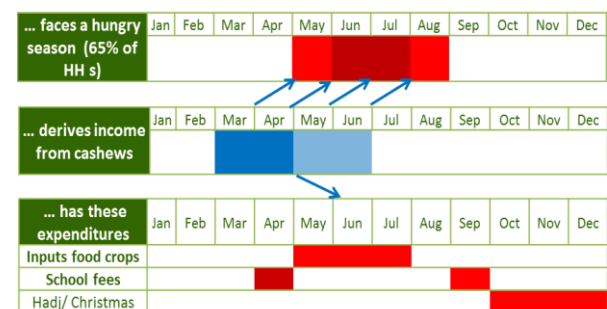 ... faces a hungry
season (65% of
HH s)
Jan Feb Mar Apr May Jun Jul Aug Sep Oct Nov Dec
... derives income
from cashews
Jan Feb Mar Apr May Jun Jul Aug Sep Oct Nov Dec
... has these
expenditures
Jan Feb Mar Apr May Jun Jul Aug Sep Oct Nov Dec
Inputs food crops
School fees
Hadj/ Christmas